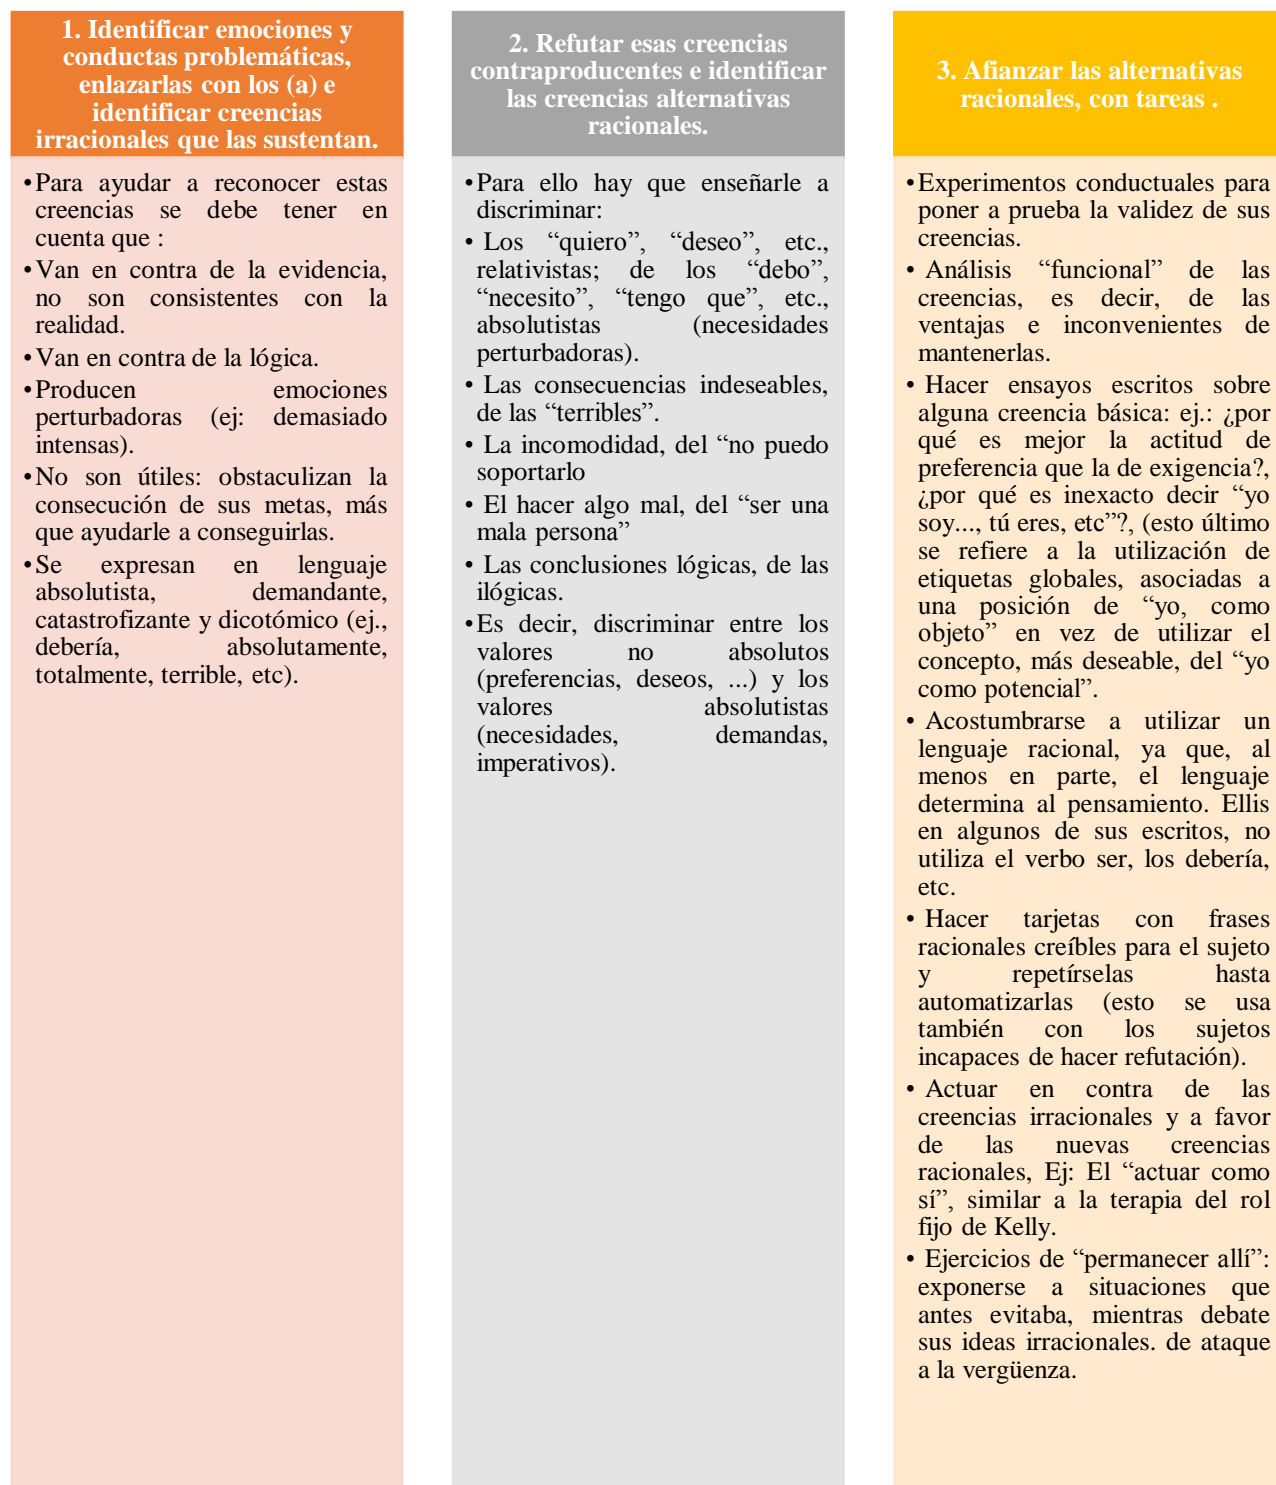 1. Identificar emociones y
conductas problemáticas,
enlazarlas con los (a) e
identificar creencias
irracionales que las sustentan.
•Para ayudar a reconocer estas
creencias se debe tener en
cuenta que :
•Van en contra de la evidencia,
no son consistentes con la
realidad.
•Van en contra de la lógica.
•Producen emociones
perturbadoras (ej: demasiado
intensas).
•No son útiles: obstaculizan la
consecución de sus metas, más
que ayudarle a conseguirlas.
•Se expresan en lenguaje
absolutista, demandante,
catastrofizante y dicotómico (ej.,
debería, absolutamente,
totalmente, terrible, etc).
2. Refutar esas creencias
contraproducentes e identificar
las creencias alternativas
racionales.
•Para ello hay que enseñarle a
discriminar:
• Los “quiero”, “deseo”, etc.,
relativistas; de los “debo”,
“necesito”, “tengo que”, etc.,
absolutistas (necesidades
perturbadoras).
• Las consecuencias indeseables,
de las “terribles”.
• La incomodidad, del “no puedo
soportarlo
• El hacer algo mal, del “ser una
mala persona”
• Las conclusiones lógicas, de las
ilógicas.
•Es decir, discriminar entre los
valores no absolutos
(preferencias, deseos, ...) y los
valores absolutistas
(necesidades, demandas,
imperativos).
3. Afianzar las alternativas
racionales, con tareas .
•Experimentos conductuales para
poner a prueba la validez de sus
creencias.
• Análisis “funcional” de las
creencias, es decir, de las
ventajas e inconvenientes de
mantenerlas.
• Hacer ensayos escritos sobre
alguna creencia básica: ej.: ¿por
qué es mejor la actitud de
preferencia que la de exigencia?,
¿por qué es inexacto decir “yo
soy..., tú eres, etc”?, (esto último
se refiere a la utilización de
etiquetas globales, asociadas a
una posición de “yo, como
objeto” en vez de utilizar el
concepto, más deseable, del “yo
como potencial”.
• Acostumbrarse a utilizar un
lenguaje racional, ya que, al
menos en parte, el lenguaje
determina al pensamiento. Ellis
en algunos de sus escritos, no
utiliza el verbo ser, los debería,
etc.
• Hacer tarjetas con frases
racionales creíbles para el sujeto
y repetírselas hasta
automatizarlas (esto se usa
también con los sujetos
incapaces de hacer refutación).
• Actuar en contra de las
creencias irracionales y a favor
de las nuevas creencias
racionales, Ej: El “actuar como
sí”, similar a la terapia del rol
fijo de Kelly.
• Ejercicios de “permanecer allí”:
exponerse a situaciones que
antes evitaba, mientras debate
sus ideas irracionales. de ataque
a la vergüenza.